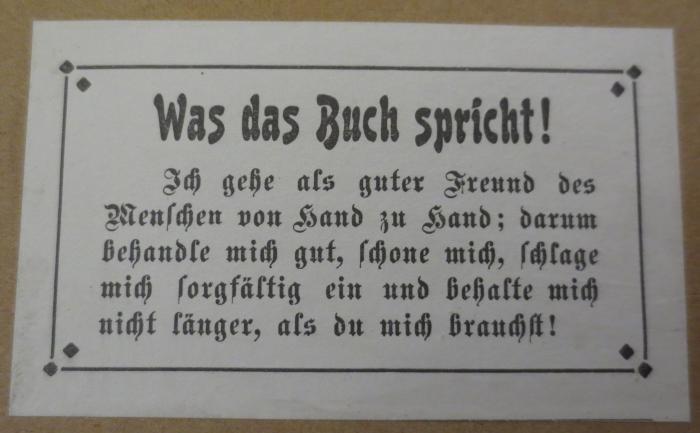 Was das Buch spricht!
Ich gehe als guter Freund des
Menschen von Hand zu Hand; darum
behandle mich gut, schone mich, schlage
mich sorgfältig ein und behalte mich
nicht länger, als du mich brauchst!